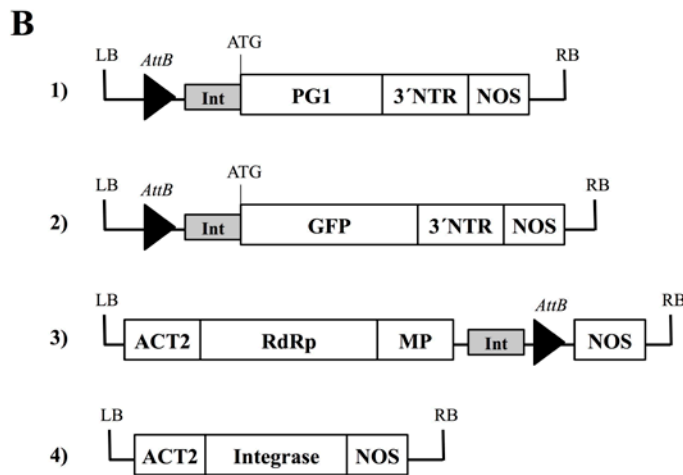 B
ATG
LB AttB RB
1) Int PG1 3´NTR NOS
ATG
LB AttB RB
2) Int GFP 3´NTR NOS
LB AttB RB
3) ACT2 RdRp MP Int NOS
LB RB
4) ACT2 Integrase NOS